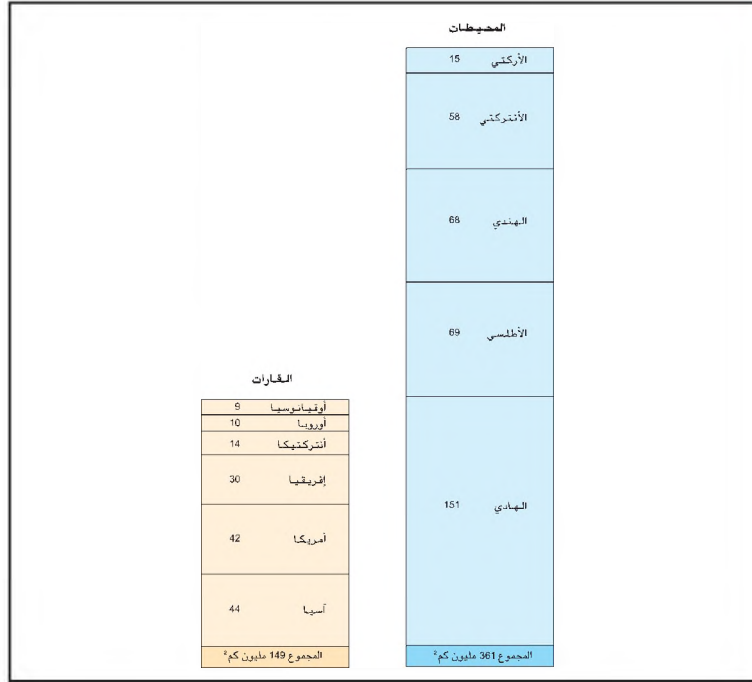 المحيطات
الأركتي 15
الأنتركتي 58
الهندي 68
الأطلسي 69
الهادي 151
المجموع 361 مليون كم²
القارات
أوقيانوسيا 9
أوروبا 10
أنتركتيكا 14
إفريقيا 30
أمريكا 42
آسيا 44
المجموع 149 مليون كم²